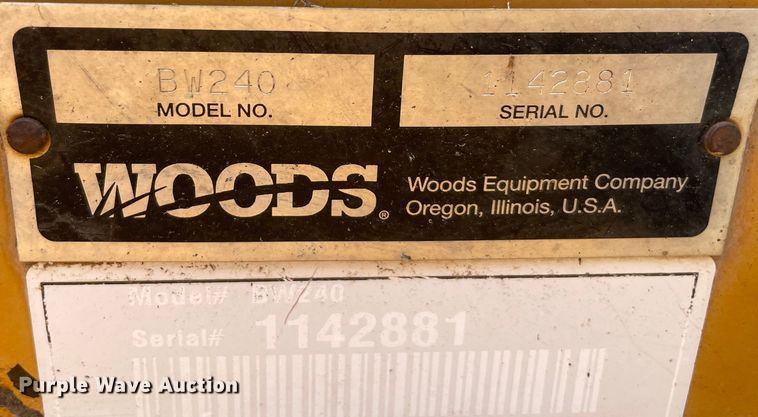 BW240
MODEL NO.
1142881
SERIAL NO.
WOODS®
Woods Equipment Company
Oregon, Illinois, U.S.A.
Model# BW240
Serial# 1142881
Purple Wave Auction